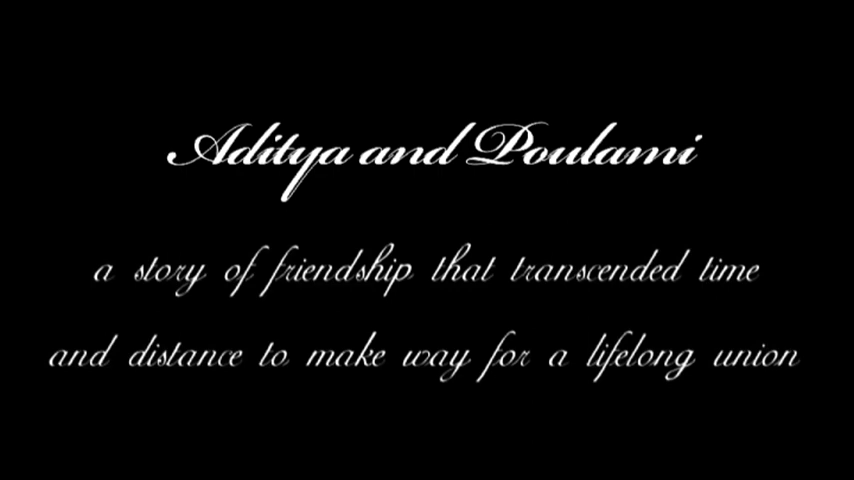 Aditya and Poulami
a story of friendship that transcended time
and distance to make way for a lifelong union